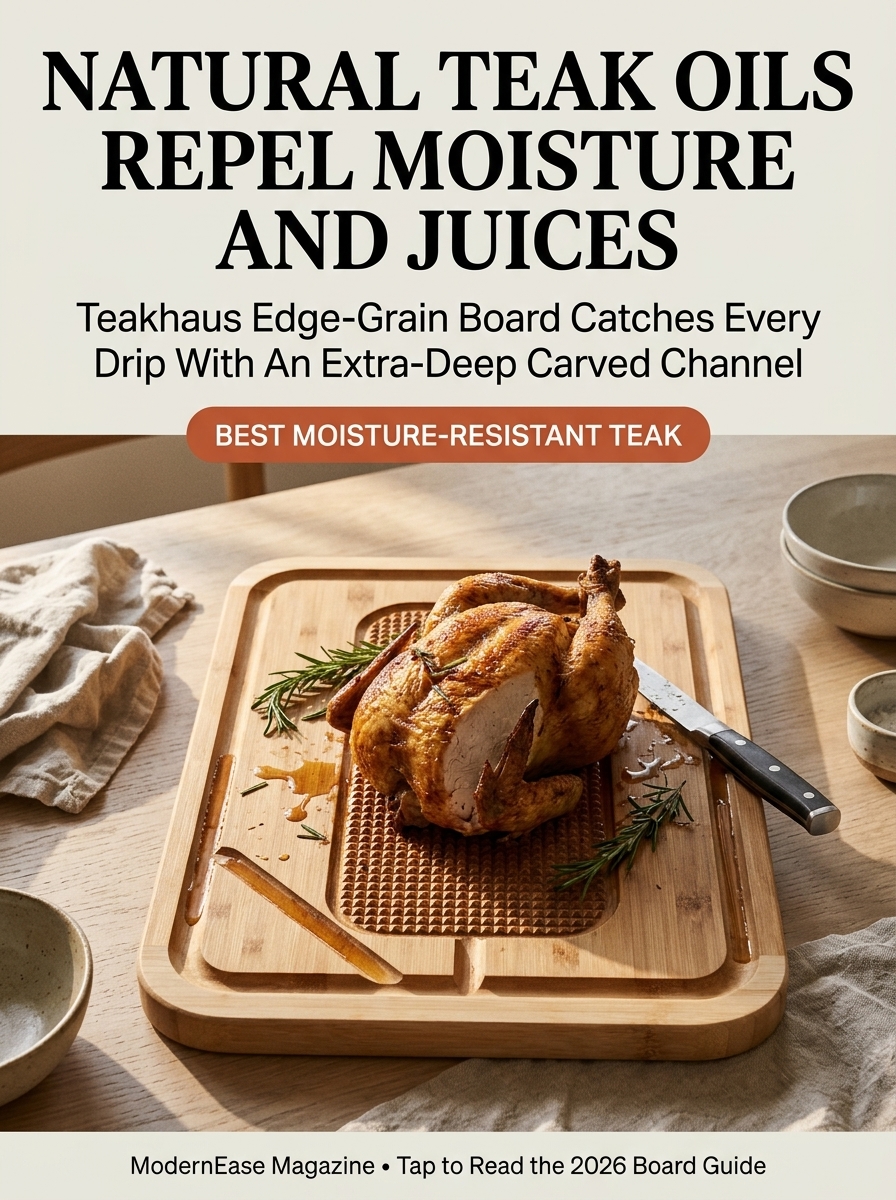 NATURAL TEAK OILS
REPEL MOISTURE
AND JUICES
Teakhaus Edge-Grain Board Catches Every
Drip With An Extra-Deep Carved Channel
BEST MOISTURE-RESISTANT TEAK
ModernEase Magazine • Tap to Read the 2026 Board Guide